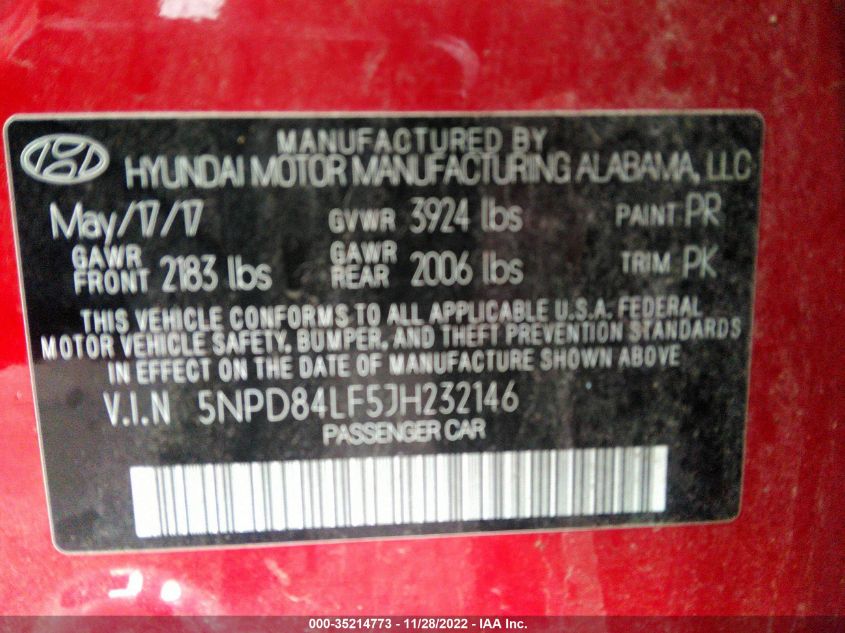 MANUFACTURED BY
HYUNDAI MOTOR MANUFACTURING ALABAMA, LLC
May/17/17 GVWR 3924 lbs PAINT PR
GAWR FRONT 2183 lbs GAWR REAR 2006 lbs TRIM PK
THIS VEHICLE CONFORMS TO ALL APPLICABLE U.S.A. FEDERAL
MOTOR VEHICLE SAFETY, BUMPER, AND THEFT PREVENTION STANDARDS
IN EFFECT ON THE DATE OF MANUFACTURE SHOWN ABOVE
V.I.N 5NPD84LF5JH232146
PASSENGER CAR
000-35214773 - 11/28/2022 - IAA Inc.